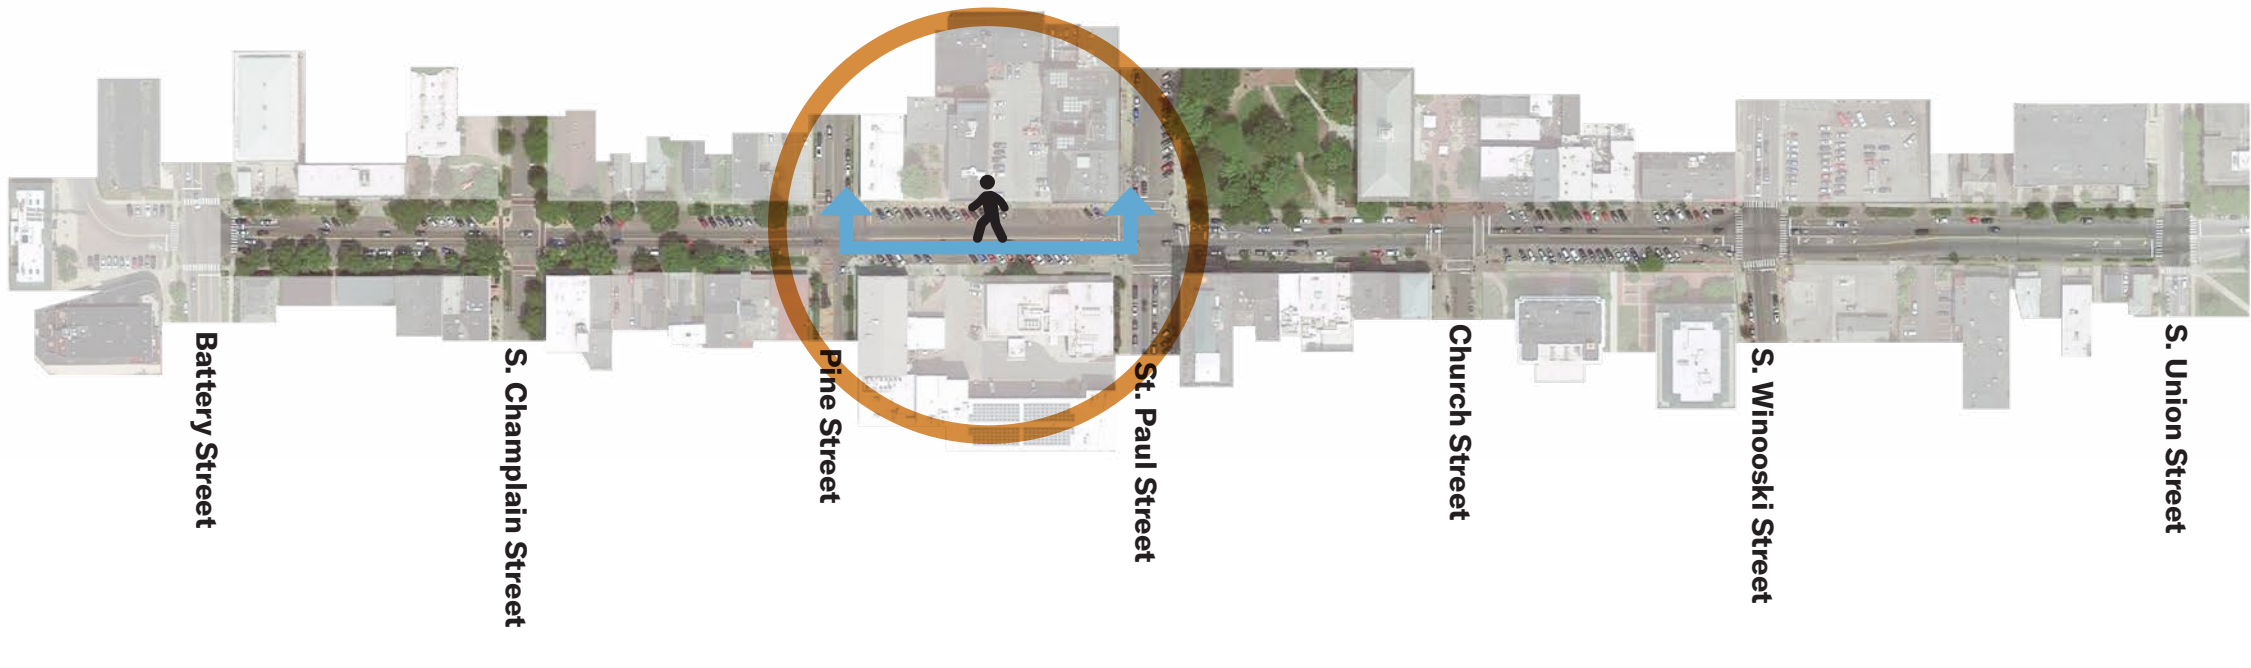 Battery Street
S. Champlain Street
Pine Street
St. Paul Street
Church Street
S. Winooski Street
S. Union Street